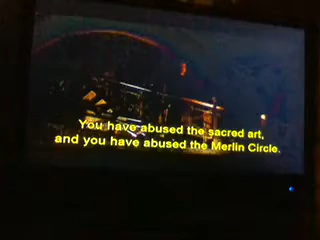 You have abused the sacred art,
and you have abused the Merlin Circle.